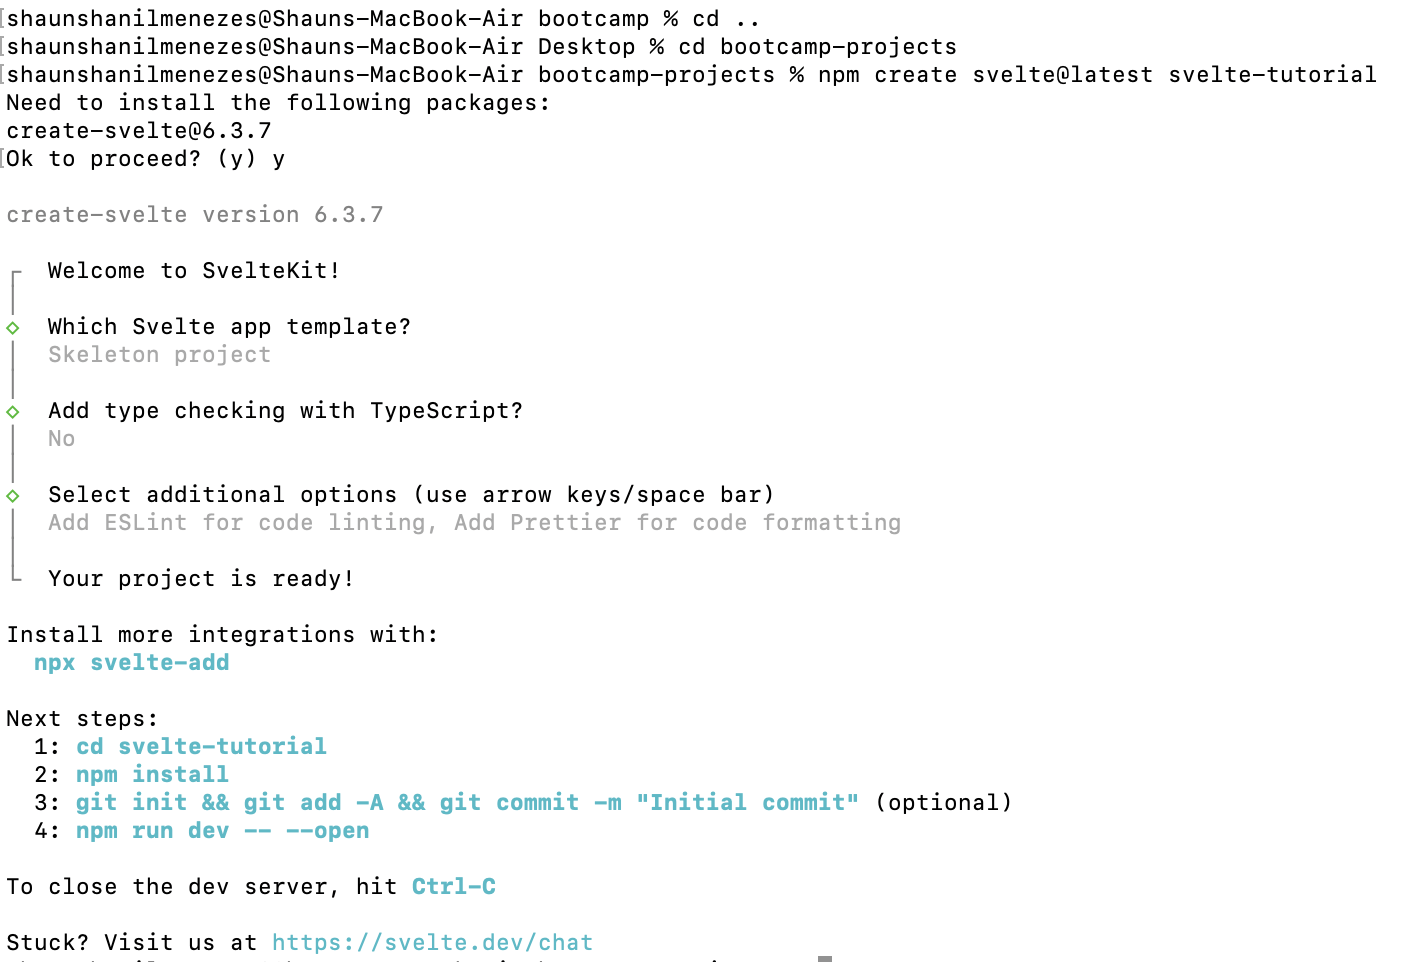 [shaunshanilmenezes@Shauns-MacBook-Air bootcamp % cd ..
[shaunshanilmenezes@Shauns-MacBook-Air Desktop % cd bootcamp-projects
[shaunshanilmenezes@Shauns-MacBook-Air bootcamp-projects % npm create svelte@latest svelte-tutorial
Need to install the following packages:
create-svelte@6.3.7
[Ok to proceed? (y) y
create-svelte version 6.3.7
Welcome to SvelteKit!
Which Svelte app template?
Skeleton project
Add type checking with TypeScript?
No
Select additional options (use arrow keys/space bar)
Add ESLint for code linting, Add Prettier for code formatting
Your project is ready!
Install more integrations with:
npx svelte-add
Next steps:
1: cd svelte-tutorial
2: npm install
3: git init && git add -A && git commit -m "Initial commit" (optional)
4: npm run dev -- --open
To close the dev server, hit Ctrl-C
Stuck? Visit us at https://svelte.dev/chat